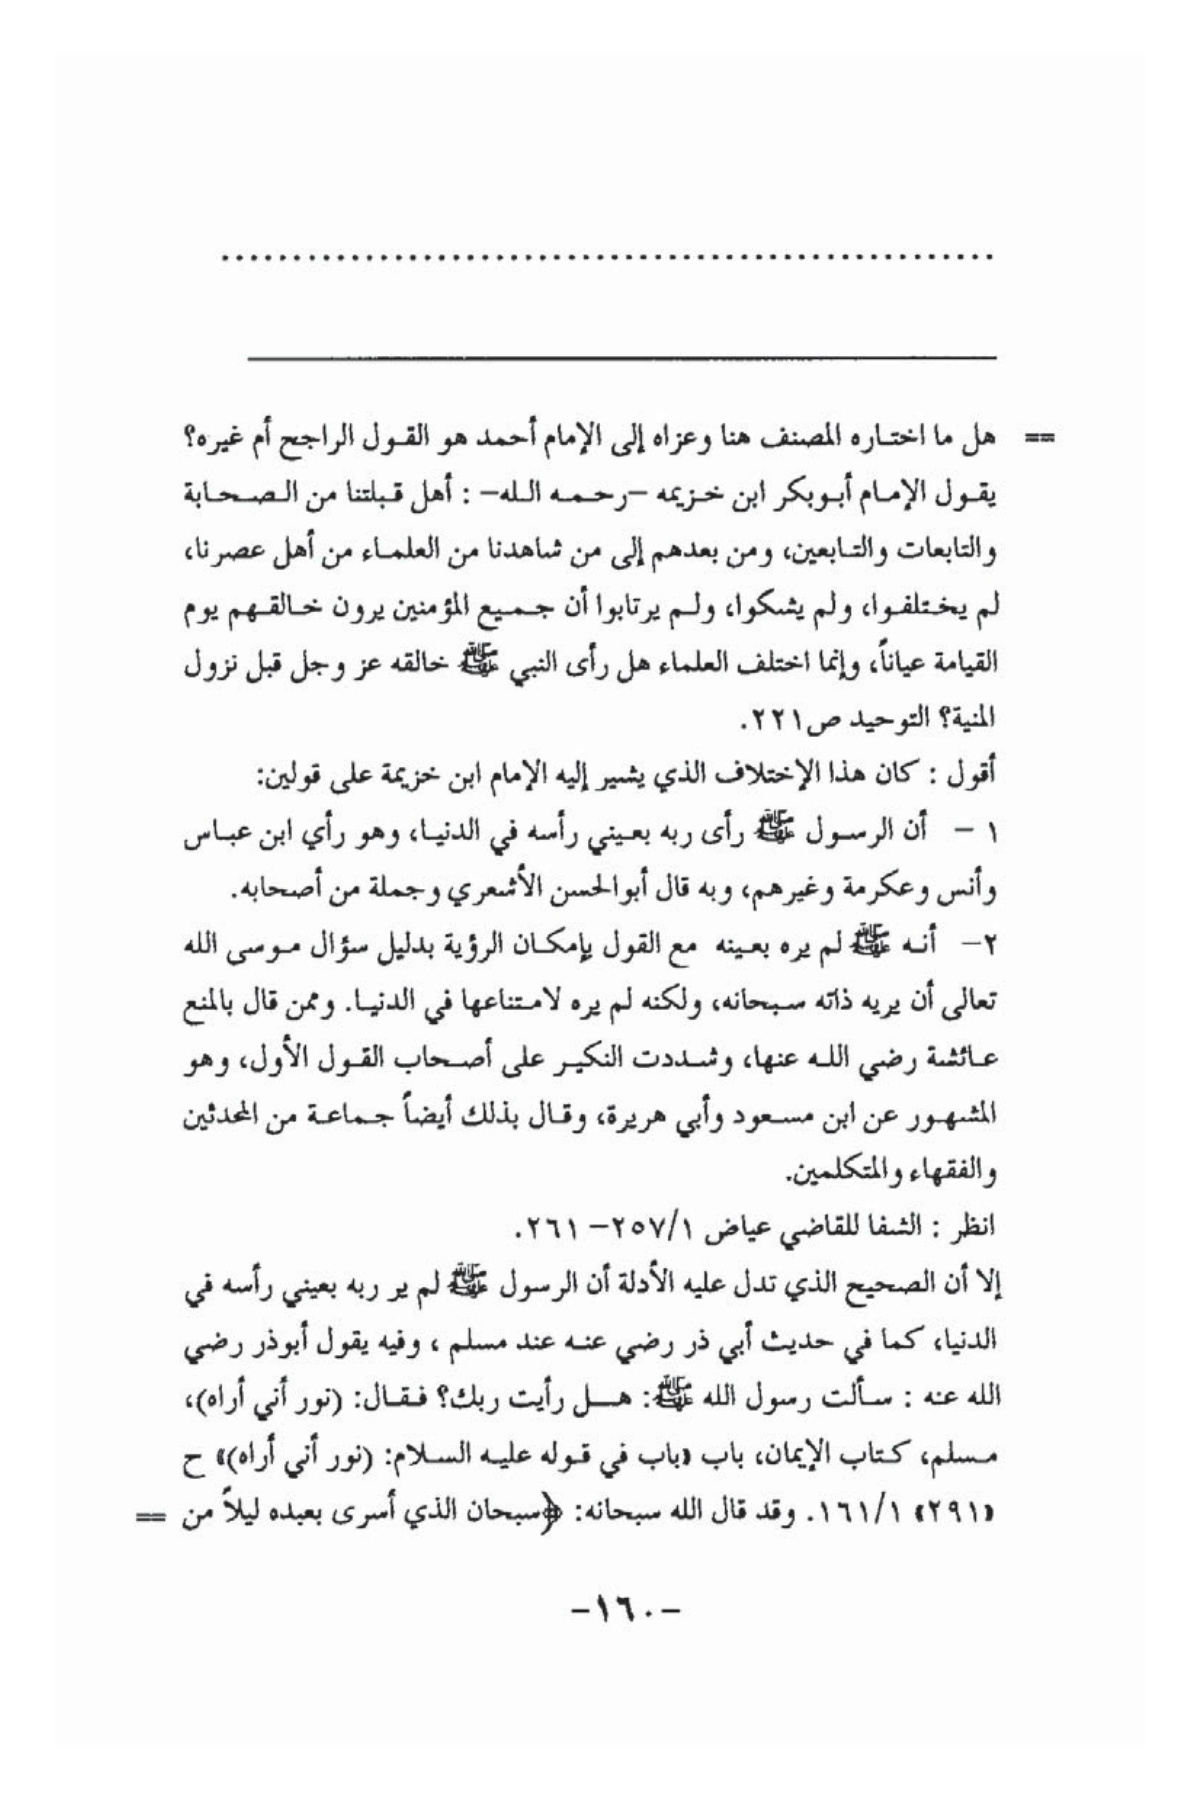 ..........................................................
== هل ما اختاره المصنف هنا وعزاه إلى الإمام أحمد هو القول الراجح أم غيره؟
يقول الإمام أبوبكر ابن خزيمه -رحمه الله- : أهل قبلتنا من الصحابة
والتابعات والتابعين، ومن بعدهم إلى من شاهدنا من العلماء من أهل عصرنا،
لم يختلفوا، ولم يشكوا، ولم يرتابوا أن جميع المؤمنين يرون خالقهم يوم
القيامة عياناً، وإنما اختلف العلماء هل رأى النبي ﷺ خالقه عز وجل قبل نزول
المنية؟ التوحيد ص٢٢١.
أقول : كان هذا الإختلاف الذي يشير إليه الإمام ابن خزيمة على قولين:
١ - أن الرسول ﷺ رأى ربه بعيني رأسه في الدنيا، وهو رأي ابن عباس
وأنس وعكرمة وغيرهم، وبه قال أبوالحسن الأشعري وجملة من أصحابه.
٢- أنه ﷺ لم يره بعينه مع القول بإمكان الرؤية بدليل سؤال موسى الله
تعالى أن يريه ذاته سبحانه، ولكنه لم يره لامتناعها في الدنيا. وممن قال بالمنع
عائشة رضي الله عنها، وشددت النكير على أصحاب القول الأول، وهو
المشهور عن ابن مسعود وأبي هريرة، وقال بذلك أيضاً جماعة من المحدثين
والفقهاء والمتكلمين.
انظر : الشفا للقاضي عياض ٢٥٧/١- ٢٦١.
إلا أن الصحيح الذي تدل عليه الأدلة أن الرسول ﷺ لم ير ربه بعيني رأسه في
الدنيا، كما في حديث أبي ذر رضي عنه عند مسلم ، وفيه يقول أبوذر رضي
الله عنه : سألت رسول الله ﷺ: هل رأيت ربك؟ فقال: (نور أني أراه)،
مسلم، كتاب الإيمان، باب «باب في قوله عليه السلام: (نور أني أراه)» ح
«٢٩١» ١٦١/١. وقد قال الله سبحانه: ﴿سبحان الذي أسرى بعبده ليلاً من ==
-١٦٠-